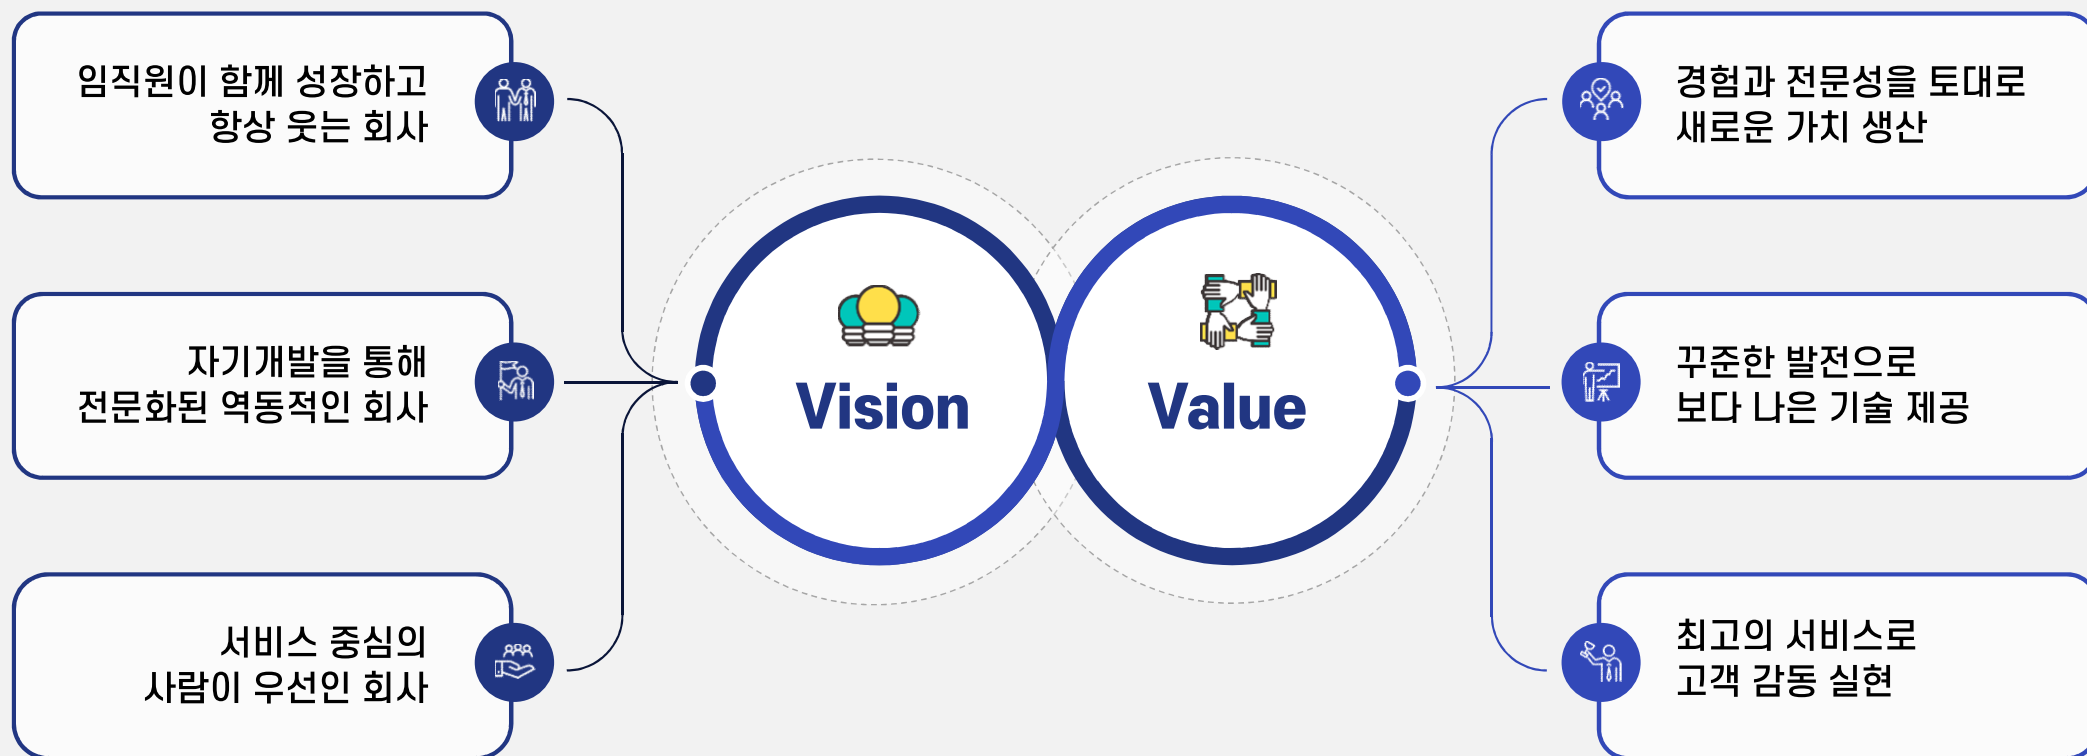 임직원이 함께 성장하고
항상 웃는 회사
자기개발을 통해
전문화된 역동적인 회사
서비스 중심의
사람이 우선인 회사
Vision
Value
경험과 전문성을 토대로
새로운 가치 생산
꾸준한 발전으로
보다 나은 기술 제공
최고의 서비스로
고객 감동 실현